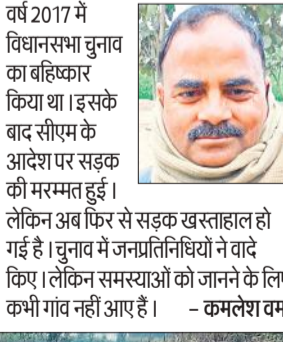 वर्ष 2017 में
विधानसभा चुनाव
का बहिष्कार
किया था। इसके
बाद सीएम के
आदेश पर सड़क
की मरम्मत हुई।
लेकिन अब फिर से सड़क खस्ताहाल हो
गई है। चुनाव में जनप्रतिनिधियों ने वादे
किए। लेकिन समस्याओं को जानने के लिए
कभी गांव नहीं आए हैं। – कमलेश वर्मा